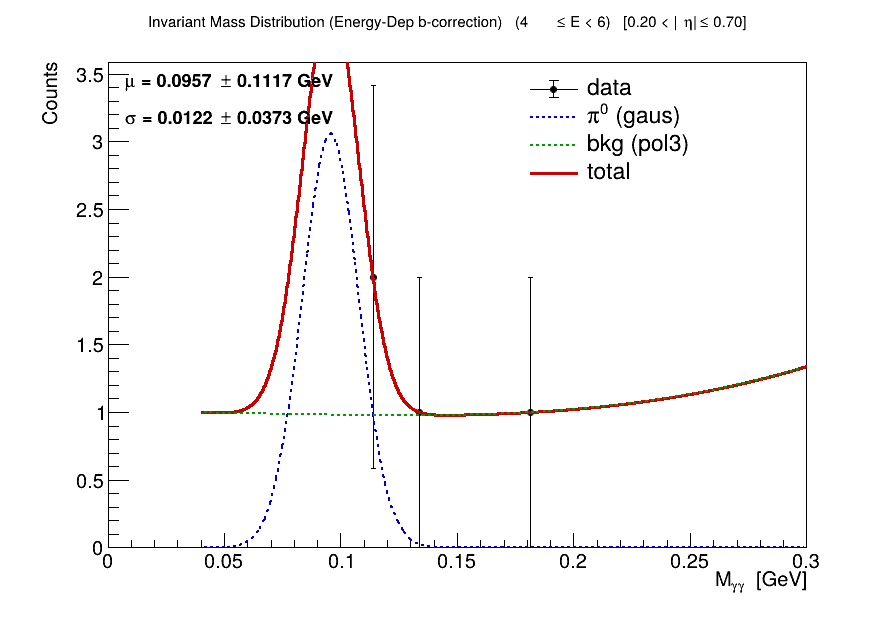 Invariant Mass Distribution (Energy-Dep b-correction) (4 ≤ E < 6) [0.20 < | η| ≤ 0.70]
Counts
μ = 0.0957 ± 0.1117 GeV
σ = 0.0122 ± 0.0373 GeV
data
π⁰ (gaus)
bkg (pol3)
total
3.5
3
2.5
2
1.5
1
0.5
0
0 0.05 0.1 0.15 0.2 0.25 0.3
Mγγ [GeV]